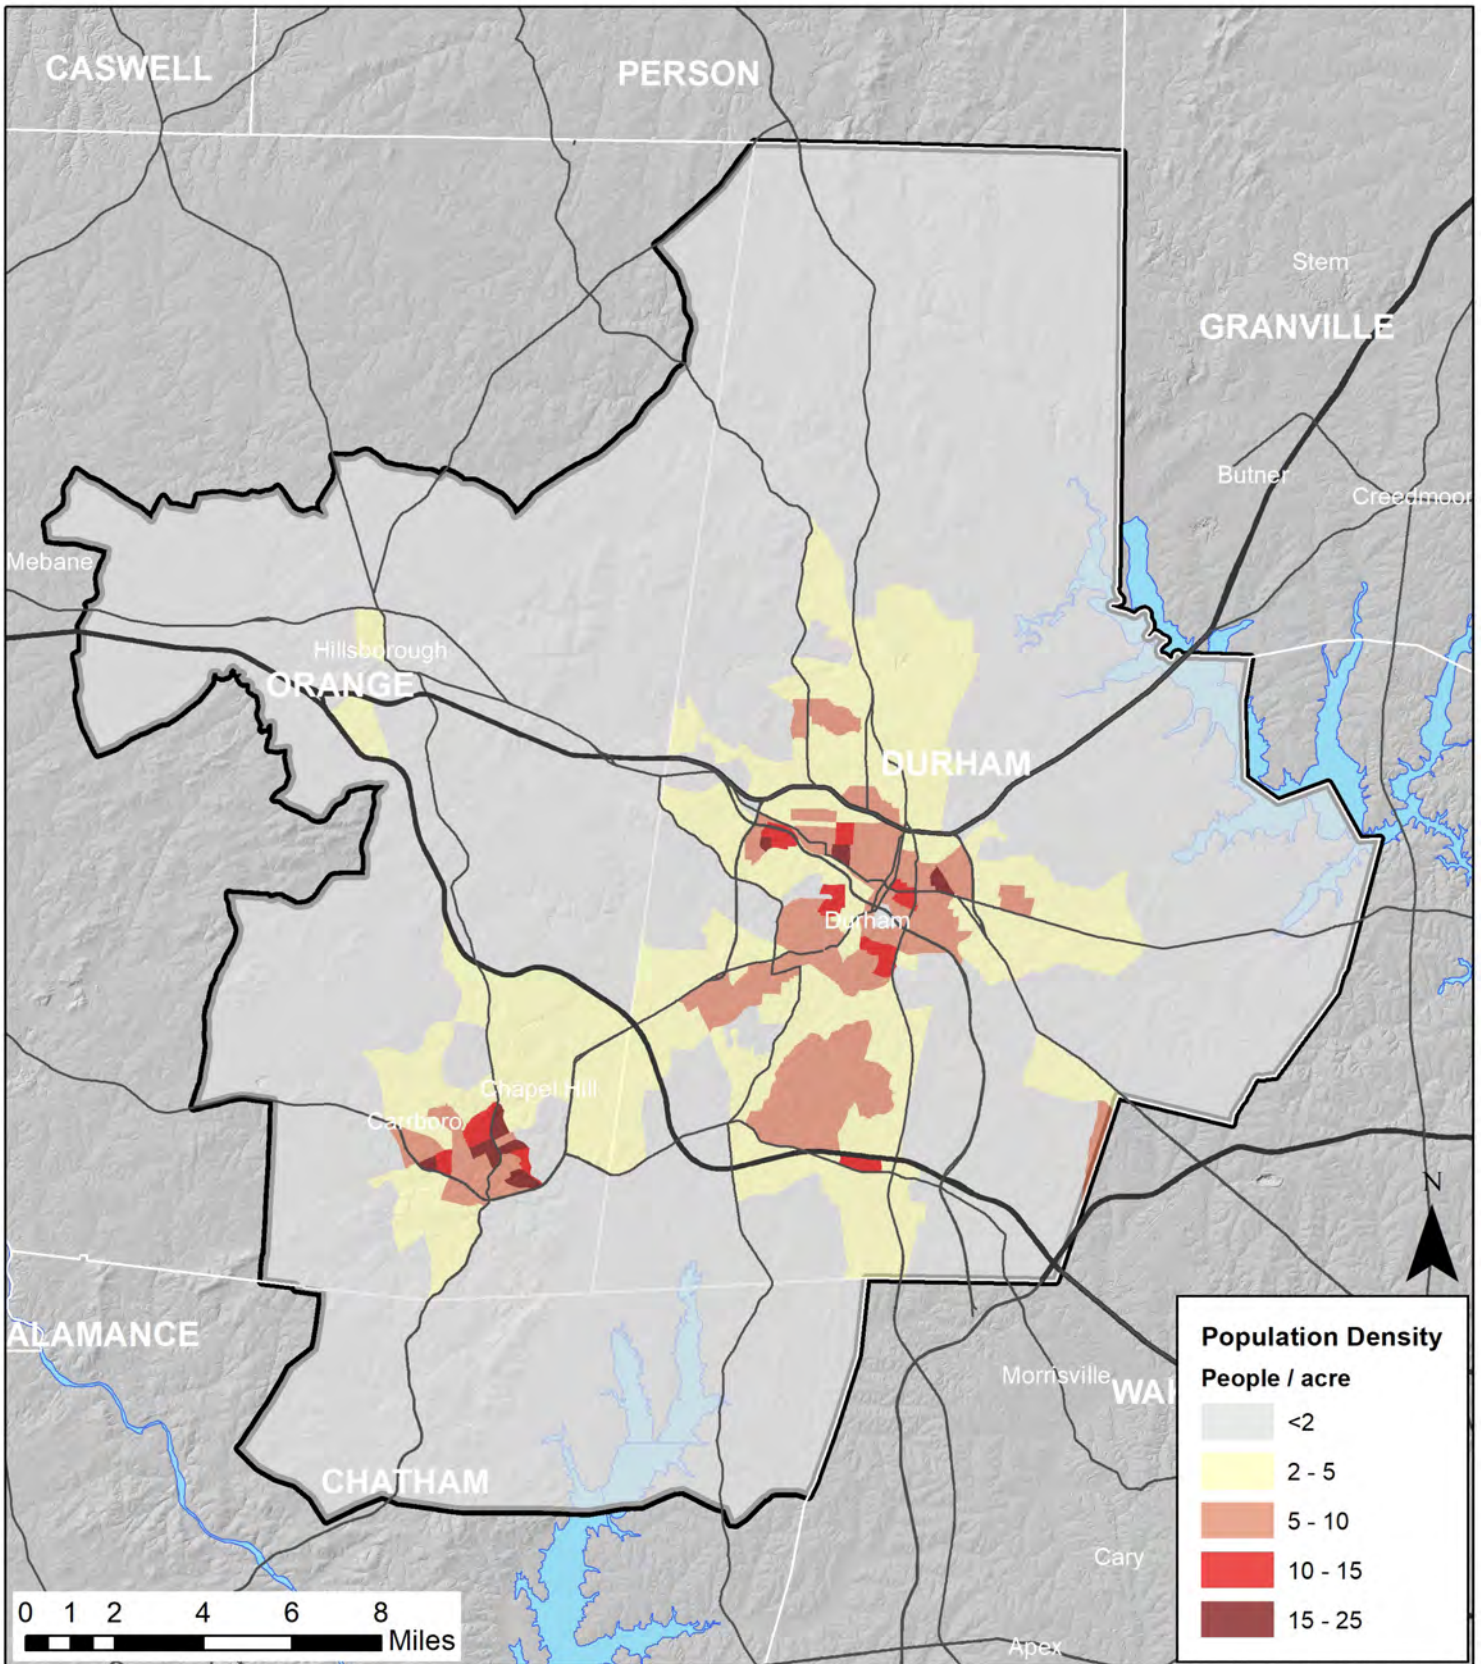 CASWELL
PERSON
Stem
GRANVILLE
Butner
Creedmoor
Mebane
Hillsborough
ORANGE
DURHAM
Durham
Chapel Hill
Carrboro
N
ALAMANCE
Morrisville
WAK
CHATHAM
Cary
Apex
Population Density
People / acre
<2
2 - 5
5 - 10
10 - 15
15 - 25
0 1 2 4 6 8
Miles